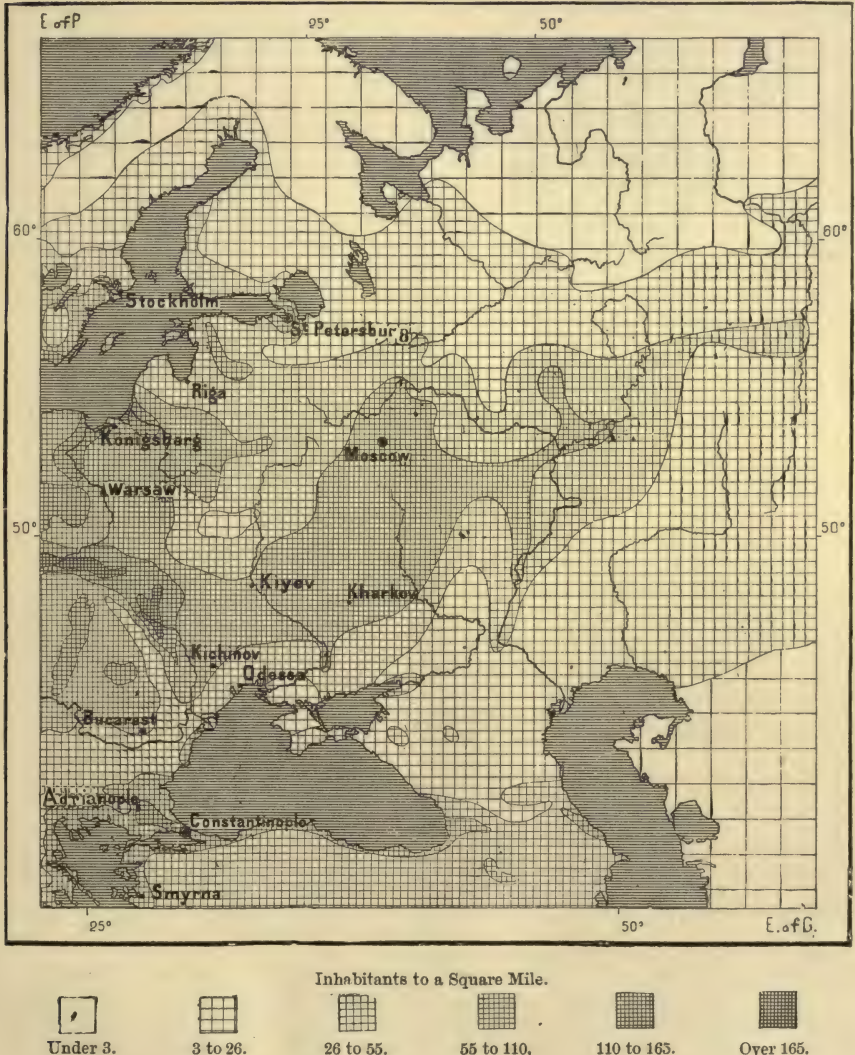 E. of P.
25°
50°
60°
60°
Stockholm
St Petersburg
Riga
Königsberg
Moscow
Warsaw
50°
50°
Kiyev
Kharkov
Kichinov
Odessa
Bucarest
Adrianople
Constantinople
Smyrna
25°
50°
E. of G.
Inhabitants to a Square Mile.
Under 3.
3 to 26.
26 to 55.
55 to 110,
110 to 165.
Over 165.